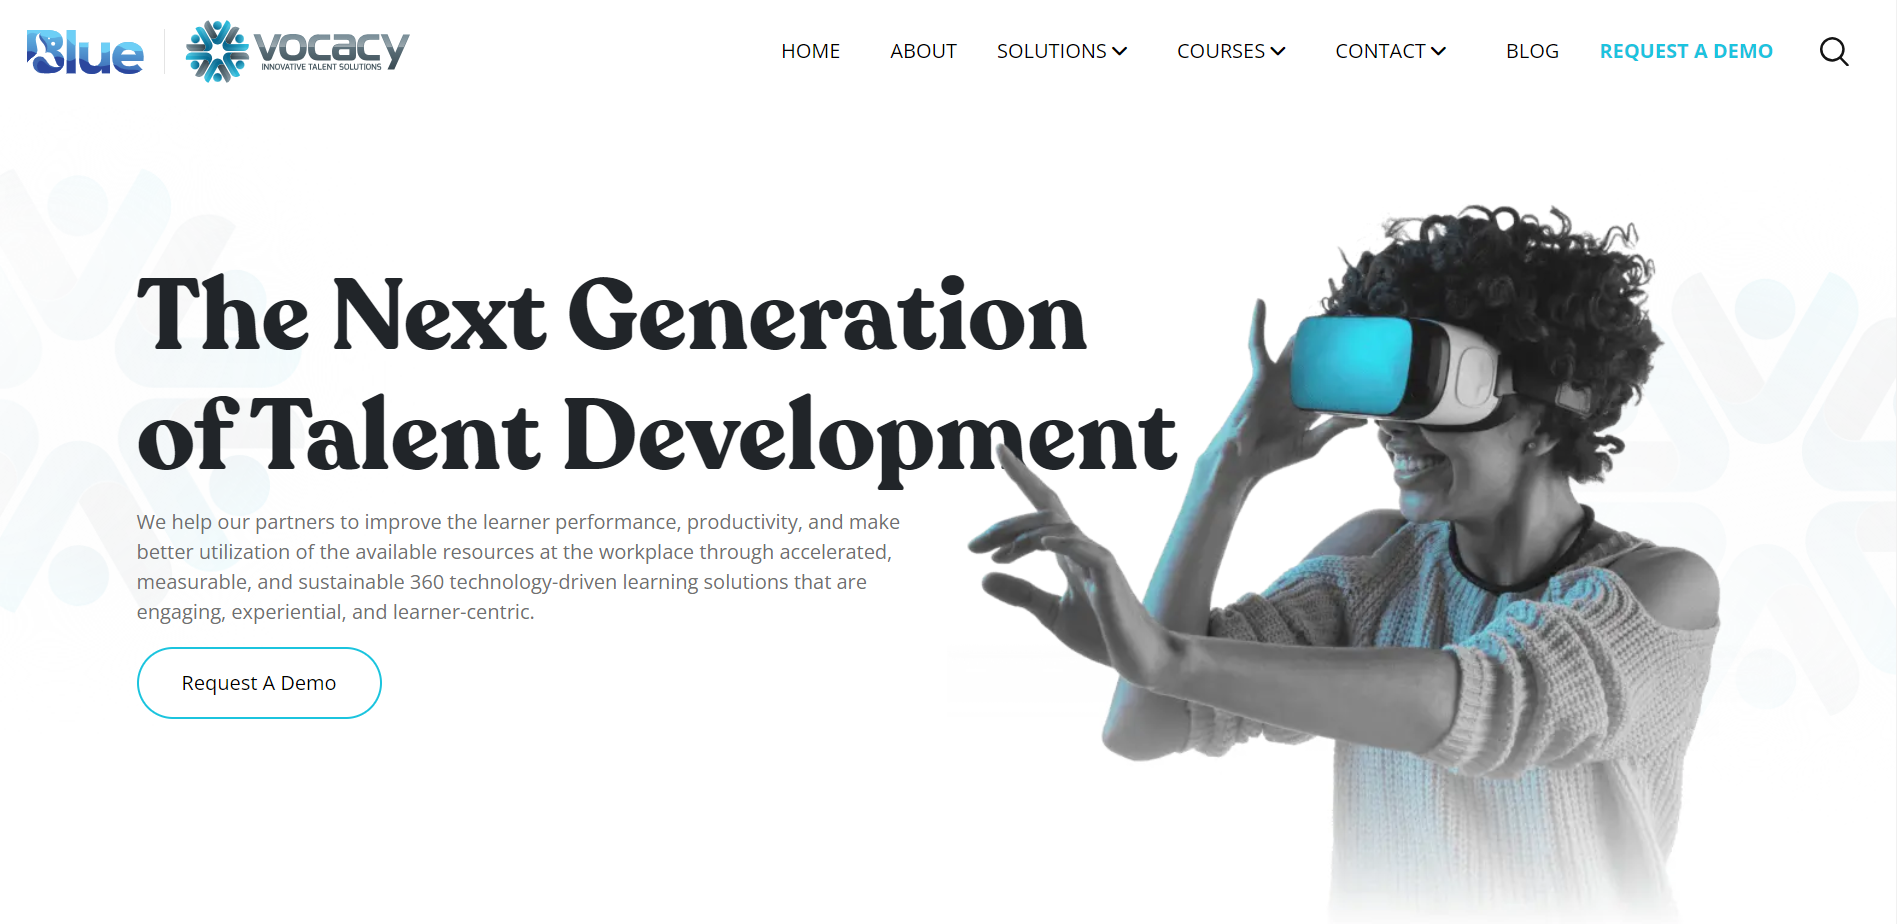 Blue
vocacy
INNOVATIVE TALENT SOLUTIONS
HOME
ABOUT
SOLUTIONS
COURSES
CONTACT
BLOG
REQUEST A DEMO
The Next Generation
of Talent Development
We help our partners to improve the learner performance, productivity, and make
better utilization of the available resources at the workplace through accelerated,
measurable, and sustainable 360 technology-driven learning solutions that are
engaging, experiential, and learner-centric.
Request A Demo